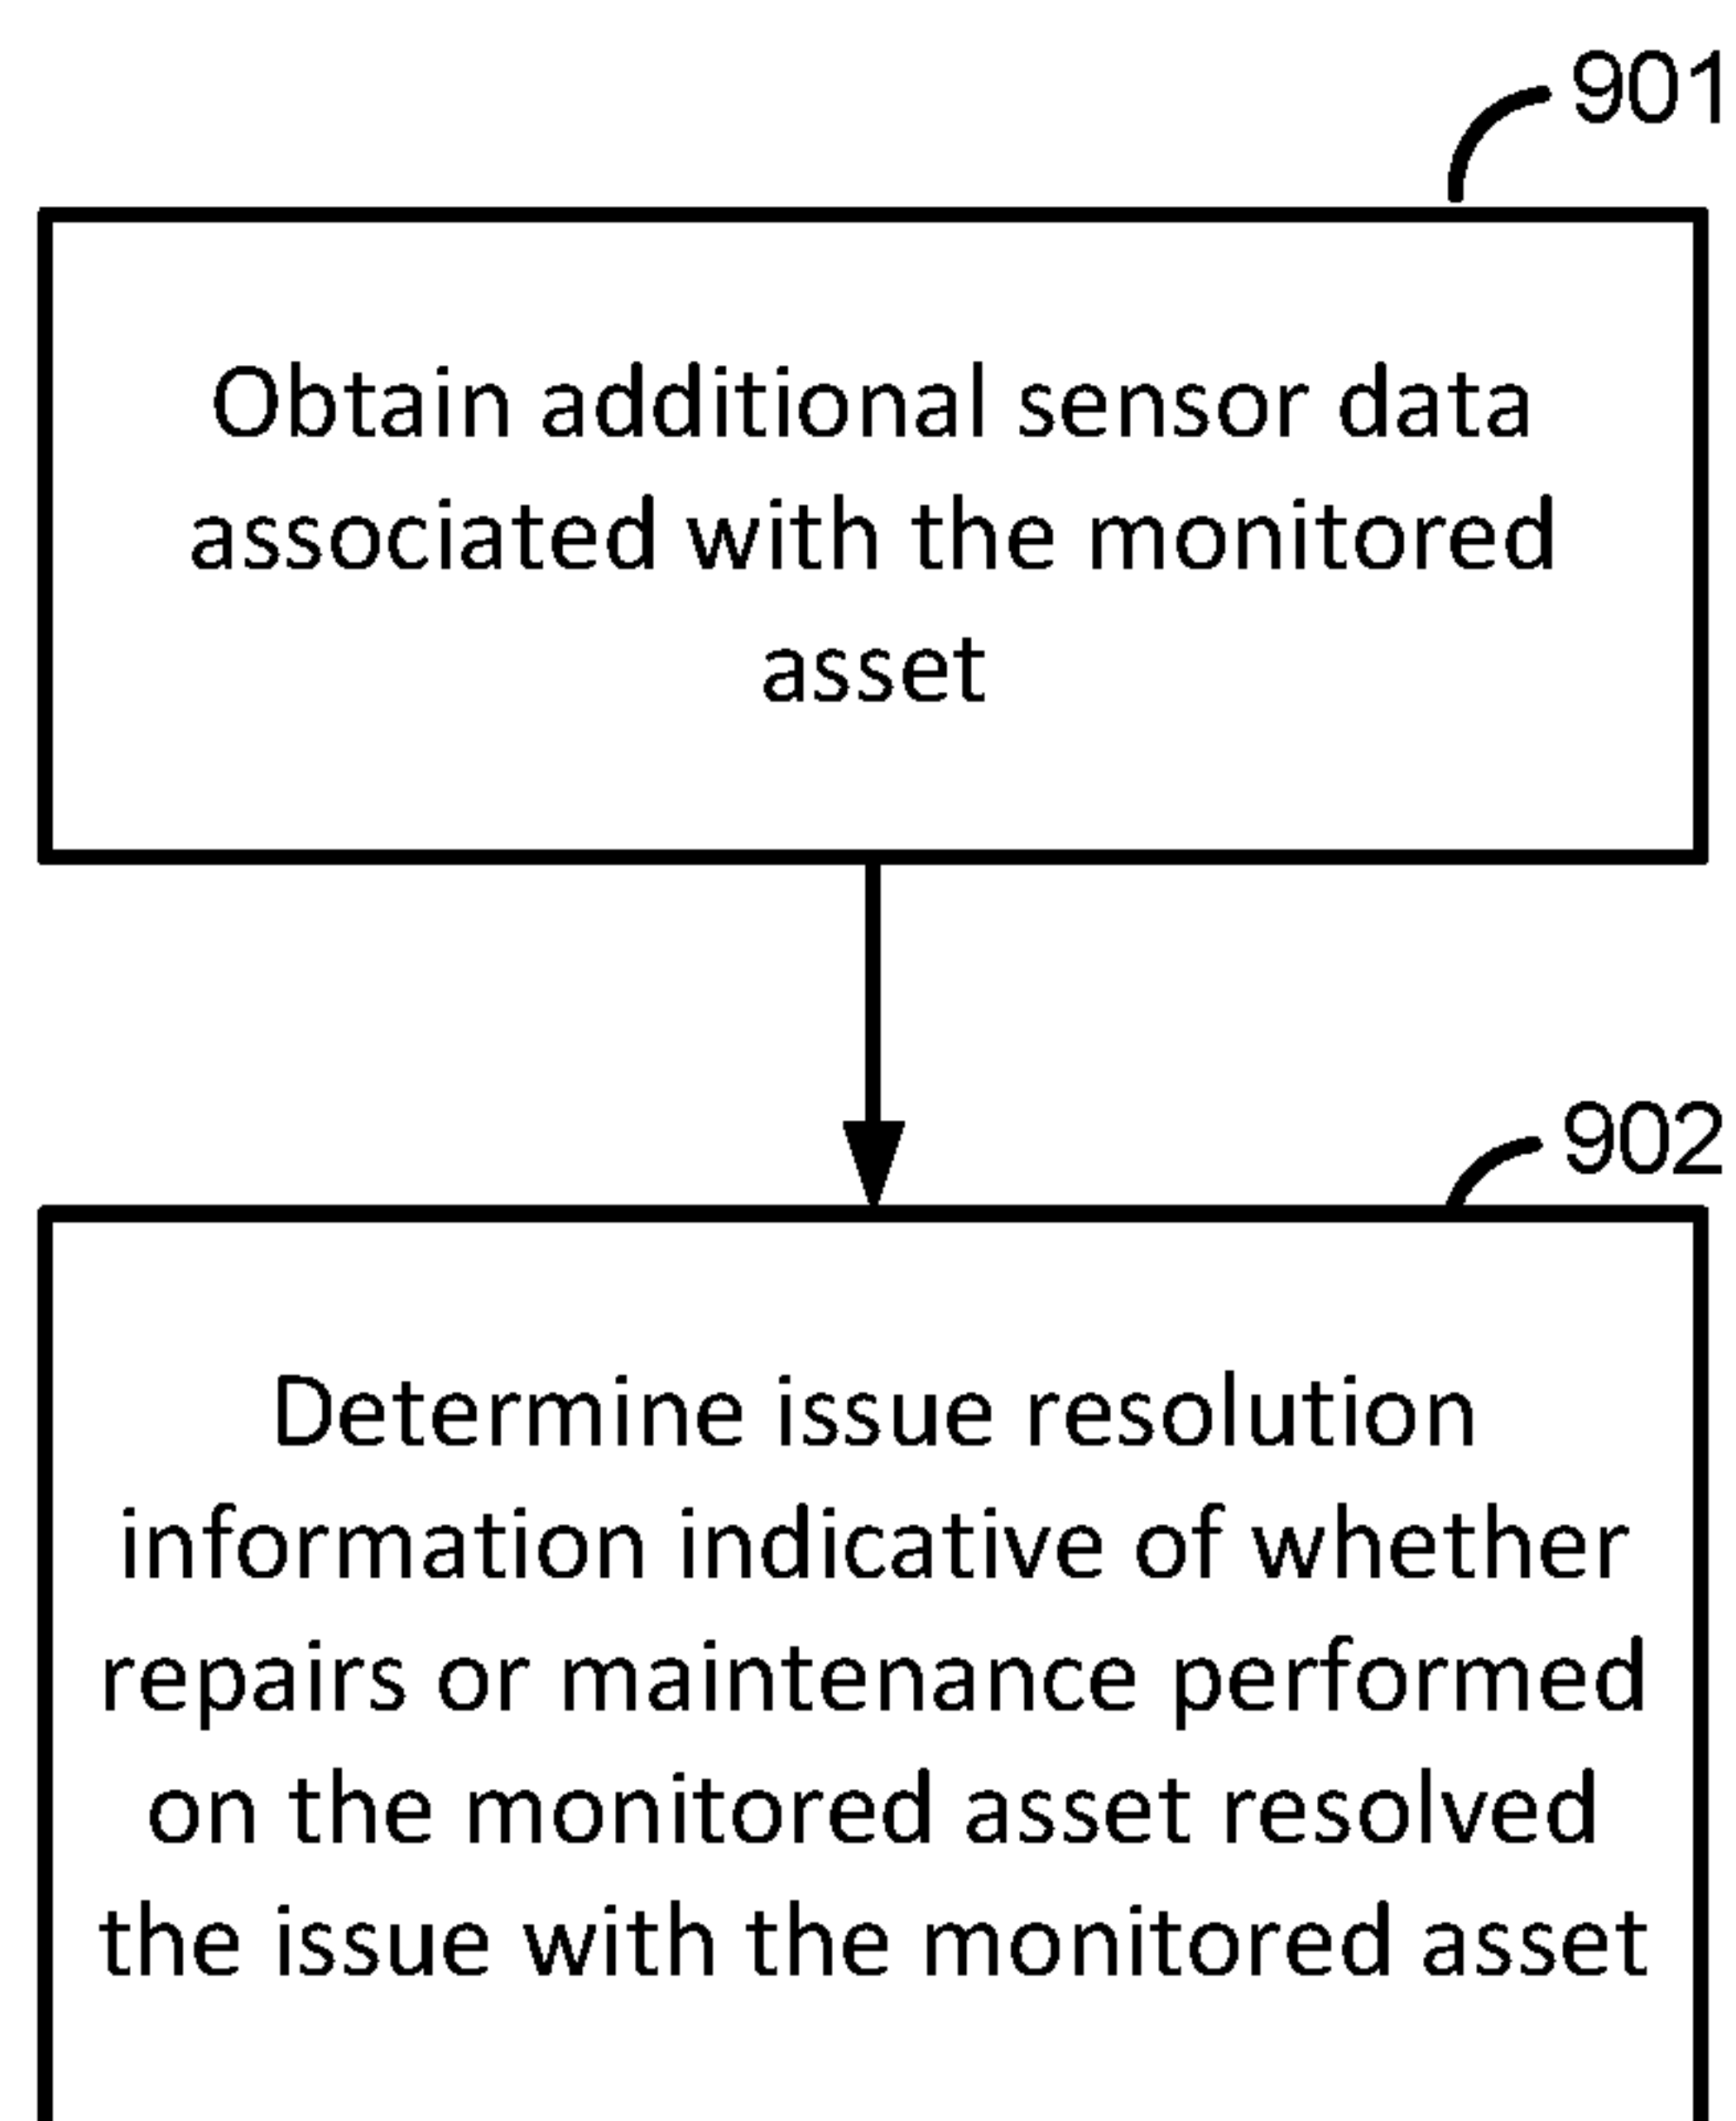 901
Obtain additional sensor data
associated with the monitored
asset
902
Determine issue resolution
information indicative of whether
repairs or maintenance performed
on the monitored asset resolved
the issue with the monitored asset